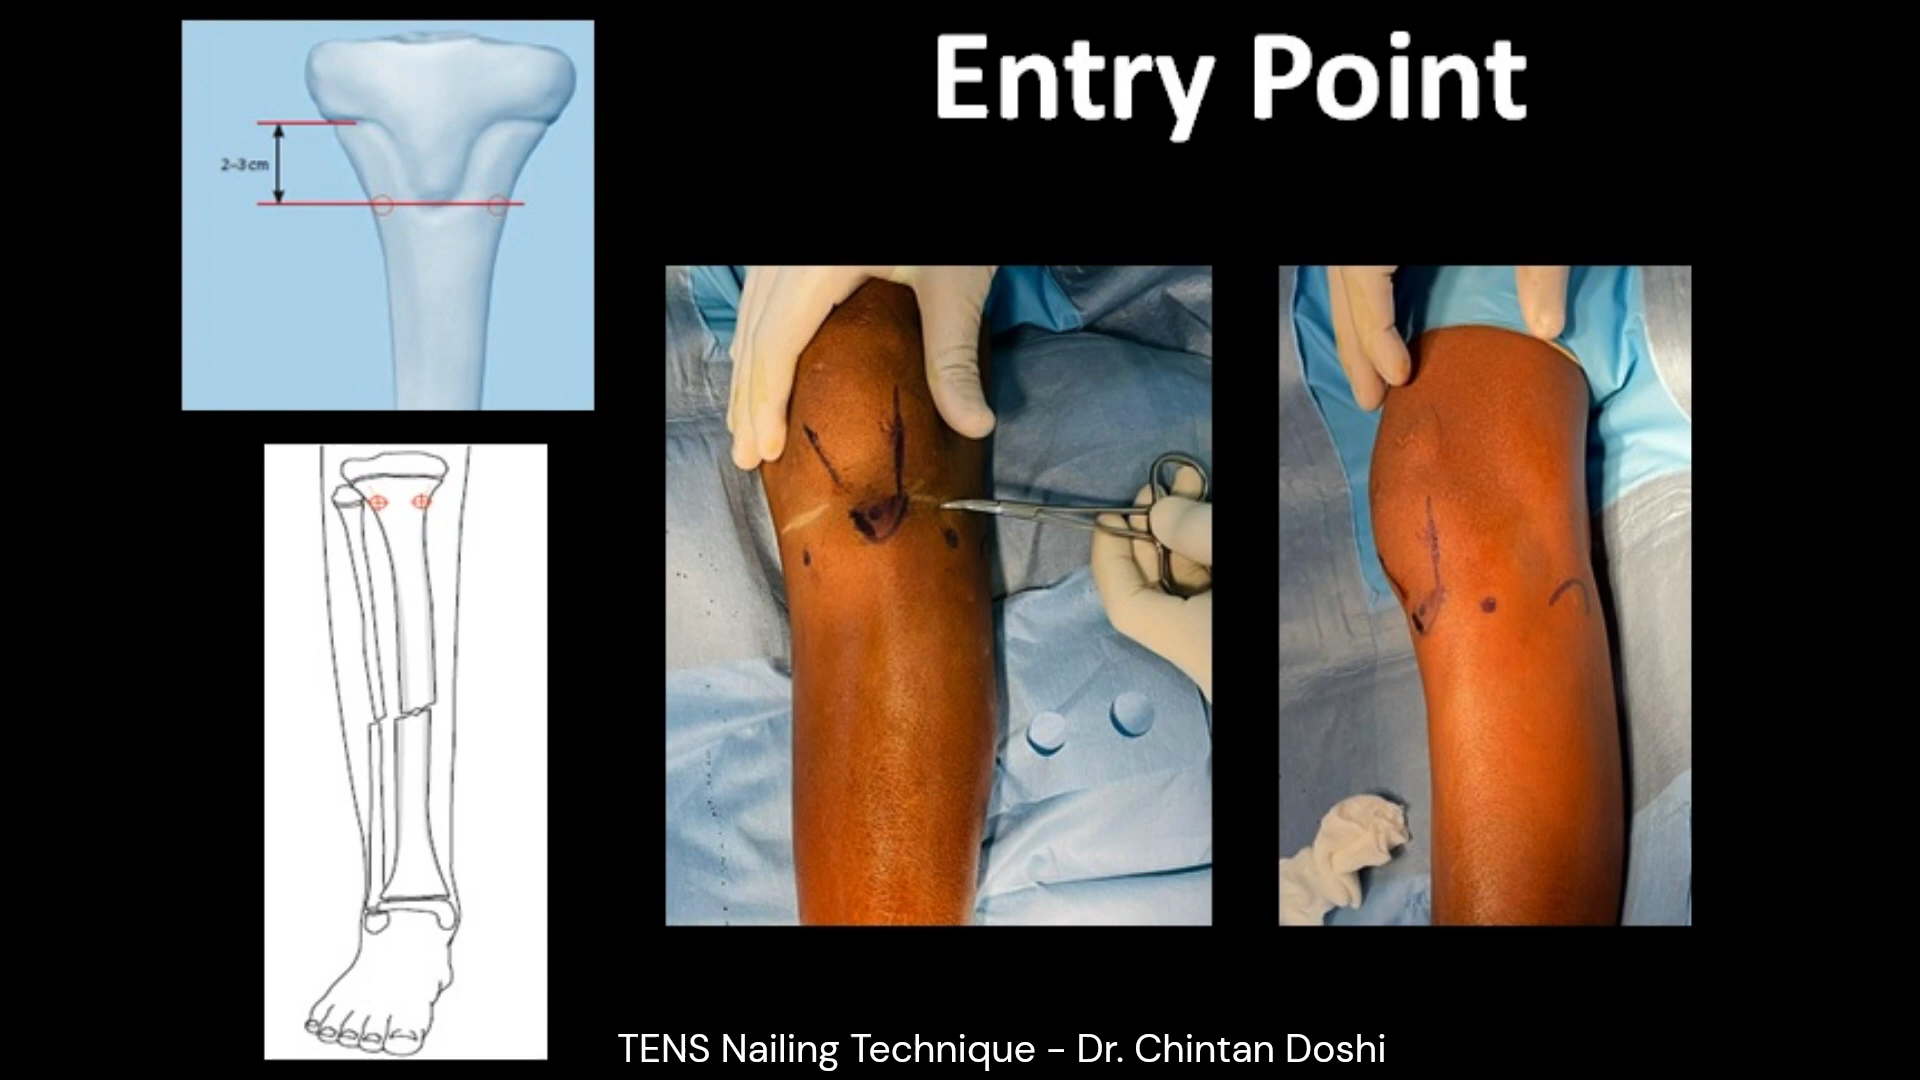 Entry Point
2–3 cm
TENS Nailing Technique – Dr. Chintan Doshi